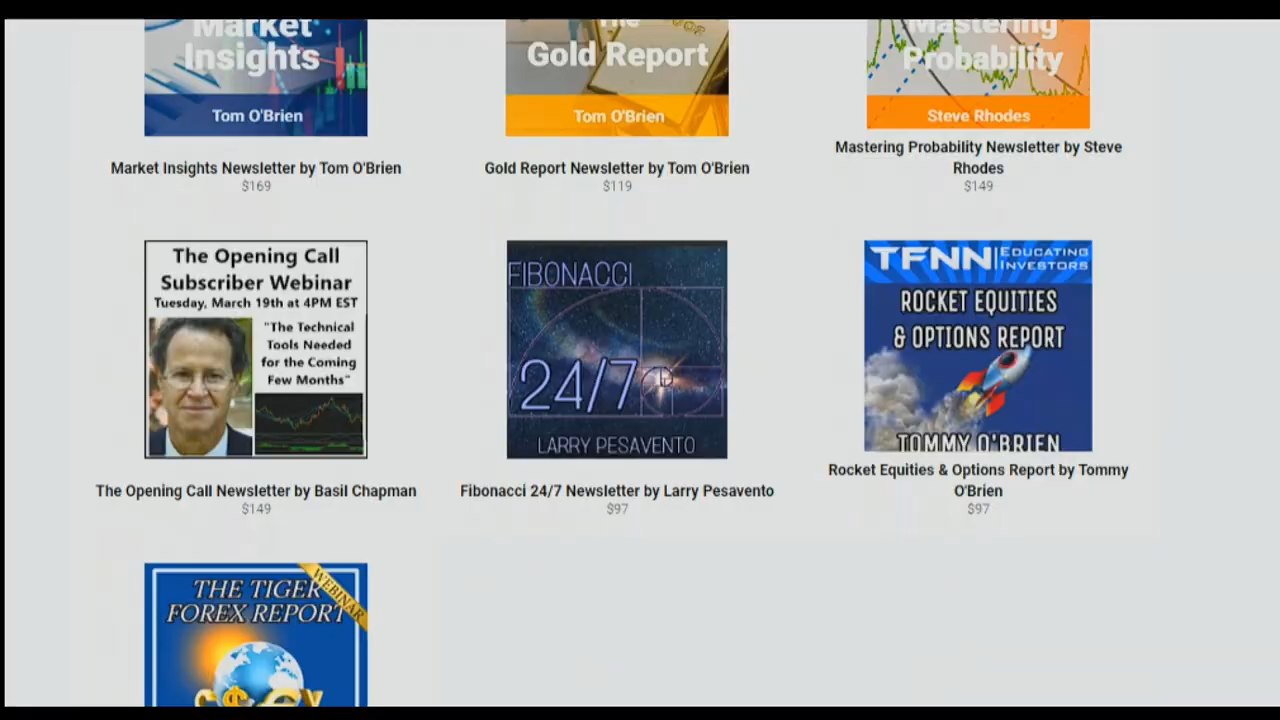 Market
Insights
Tom O'Brien
The
Gold Report
Tom O'Brien
Mastering
Probability
Steve Rhodes
Market Insights Newsletter by Tom O'Brien
$169
Gold Report Newsletter by Tom O'Brien
$119
Mastering Probability Newsletter by Steve
Rhodes
$149
The Opening Call
Subscriber Webinar
Tuesday, March 19th at 4PM EST
"The Technical
Tools Needed
for the Coming
Few Months"
FIBONACCI
24/7
LARRY PESAVENTO
TFNN EDUCATING
INVESTORS
ROCKET EQUITIES
& OPTIONS REPORT
TOMMY O'BRIEN
The Opening Call Newsletter by Basil Chapman
$149
Fibonacci 24/7 Newsletter by Larry Pesavento
$97
Rocket Equities & Options Report by Tommy
O'Brien
$97
THE TIGER
FOREX REPORT
WEBINAR